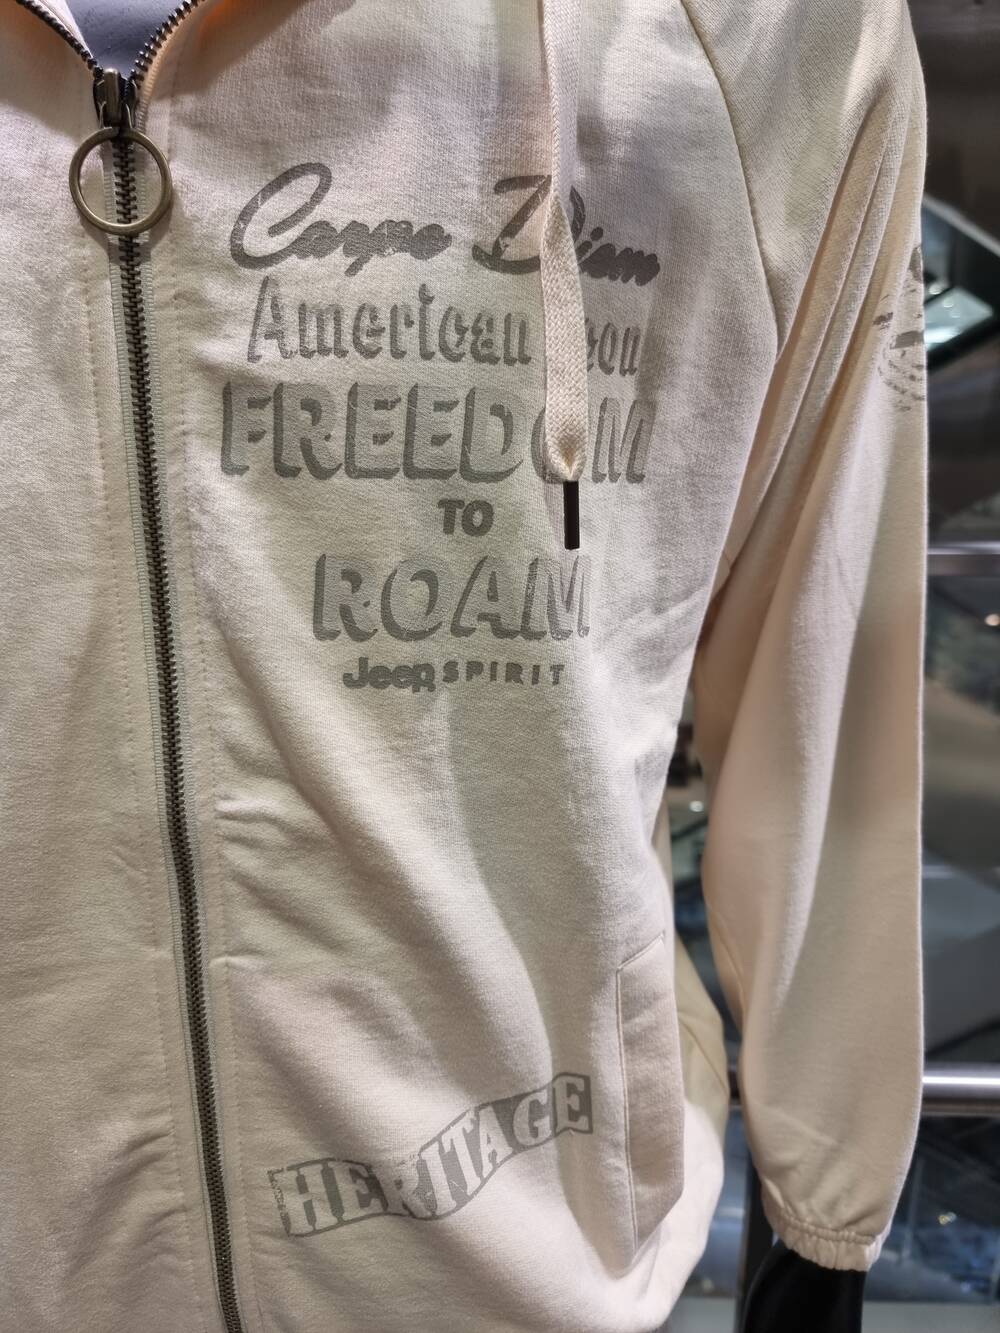 Carpe Diem
American
FREEDOM
TO
ROAM
Jeep SPIRIT
HERITAGE